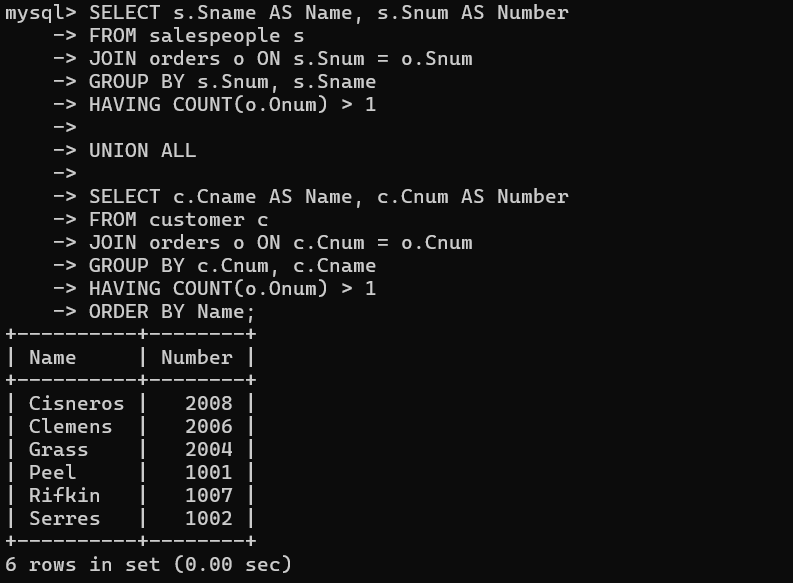 mysql> SELECT s.Sname AS Name, s.Snum AS Number
    -> FROM salespeople s
    -> JOIN orders o ON s.Snum = o.Snum
    -> GROUP BY s.Snum, s.Sname
    -> HAVING COUNT(o.Onum) > 1
    ->
    -> UNION ALL
    ->
    -> SELECT c.Cname AS Name, c.Cnum AS Number
    -> FROM customer c
    -> JOIN orders o ON c.Cnum = o.Cnum
    -> GROUP BY c.Cnum, c.Cname
    -> HAVING COUNT(o.Onum) > 1
    -> ORDER BY Name;
+----------+--------+
| Name     | Number |
+----------+--------+
| Cisneros |   2008 |
| Clemens  |   2006 |
| Grass    |   2004 |
| Peel     |   1001 |
| Rifkin   |   1007 |
| Serres   |   1002 |
+----------+--------+
6 rows in set (0.00 sec)